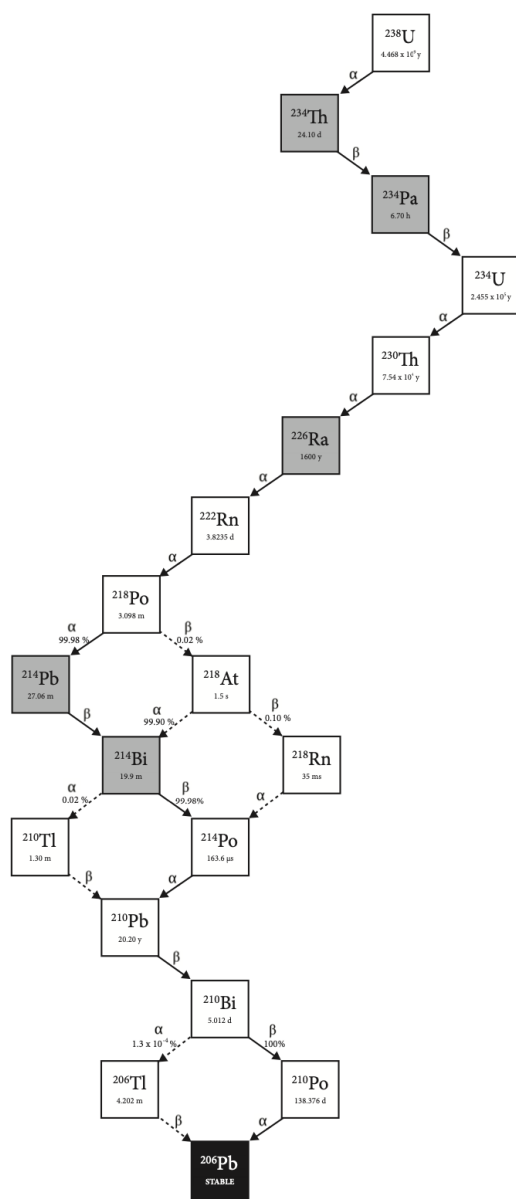 ²³⁸U
4.468 x 10⁹ y
α
²³⁴Th
24.10 d
β
²³⁴Pa
6.70 h
β
²³⁴U
2.455 x 10⁵ y
α
²³⁰Th
7.54 x 10⁴ y
α
²²⁶Ra
1600 y
α
²²²Rn
3.8235 d
α
²¹⁸Po
3.098 m
α
99.98 %
β
0.02 %
²¹⁴Pb
27.06 m
²¹⁸At
1.5 s
β
α
99.90 %
β
0.10 %
²¹⁴Bi
19.9 m
²¹⁸Rn
35 ms
α
0.02 %
β
99.98%
α
²¹⁰Tl
1.30 m
²¹⁴Po
163.6 µs
β
α
²¹⁰Pb
20.20 y
β
²¹⁰Bi
5.012 d
α
1.3 x 10⁻⁶ %
β
100%
²⁰⁶Tl
4.202 m
²¹⁰Po
138.376 d
β
α
²⁰⁶Pb
STABLE